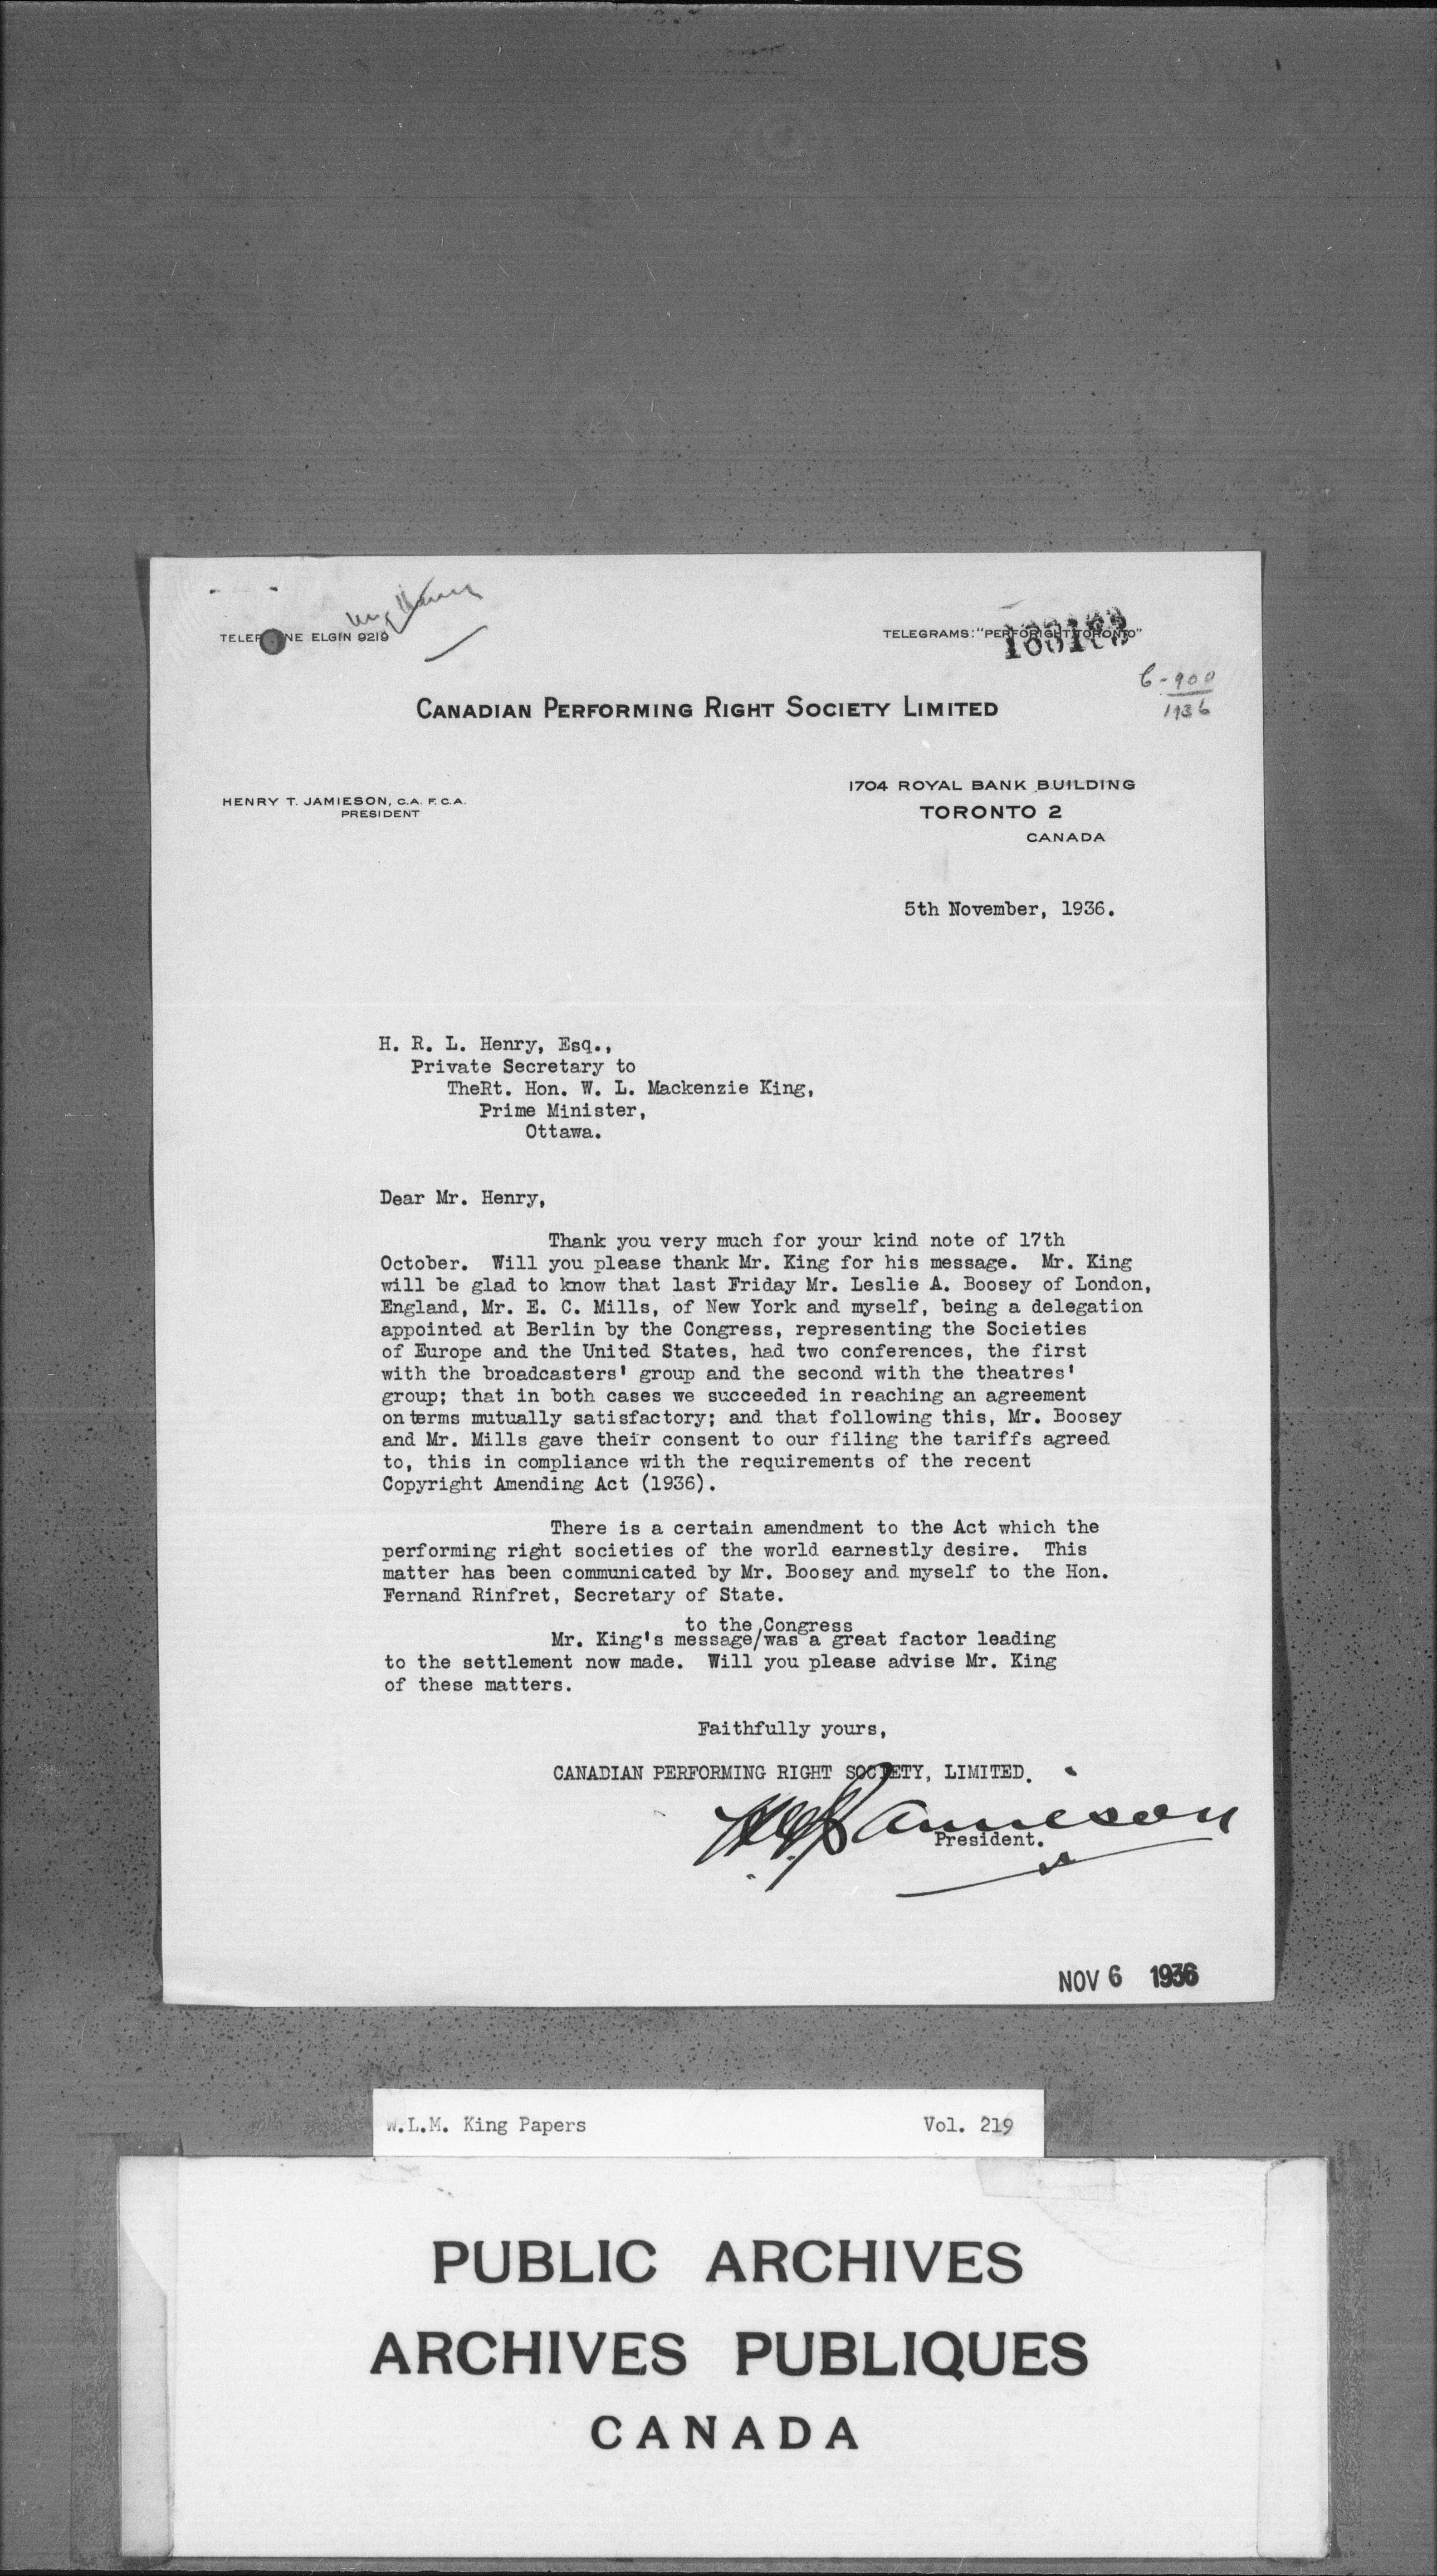 TELEPHONE ELGIN 9219
TELEGRAMS: "PERFORIGHT, TORONTO"
C-900
1936
CANADIAN PERFORMING RIGHT SOCIETY LIMITED
HENRY T. JAMIESON, C.A. F.C.A.
PRESIDENT
1704 ROYAL BANK BUILDING
TORONTO 2
CANADA
5th November, 1936.
H. R. L. Henry, Esq.,
Private Secretary to
TheRt. Hon. W. L. Mackenzie King,
Prime Minister,
Ottawa.
Dear Mr. Henry,
Thank you very much for your kind note of 17th
October. Will you please thank Mr. King for his message. Mr. King
will be glad to know that last Friday Mr. Leslie A. Boosey of London,
England, Mr. E. C. Mills, of New York and myself, being a delegation
appointed at Berlin by the Congress, representing the Societies
of Europe and the United States, had two conferences, the first
with the broadcasters' group and the second with the theatres'
group; that in both cases we succeeded in reaching an agreement
on terms mutually satisfactory; and that following this, Mr. Boosey
and Mr. Mills gave their consent to our filing the tariffs agreed
to, this in compliance with the requirements of the recent
Copyright Amending Act (1936).
There is a certain amendment to the Act which the
performing right societies of the world earnestly desire. This
matter has been communicated by Mr. Boosey and myself to the Hon.
Fernand Rinfret, Secretary of State.
to the Congress
Mr. King's message/was a great factor leading
to the settlement now made. Will you please advise Mr. King
of these matters.
Faithfully yours,
CANADIAN PERFORMING RIGHT SOCIETY, LIMITED.
Jamieson
President.
NOV 6 1936
W.L.M. King Papers Vol. 219
PUBLIC ARCHIVES
ARCHIVES PUBLIQUES
CANADA